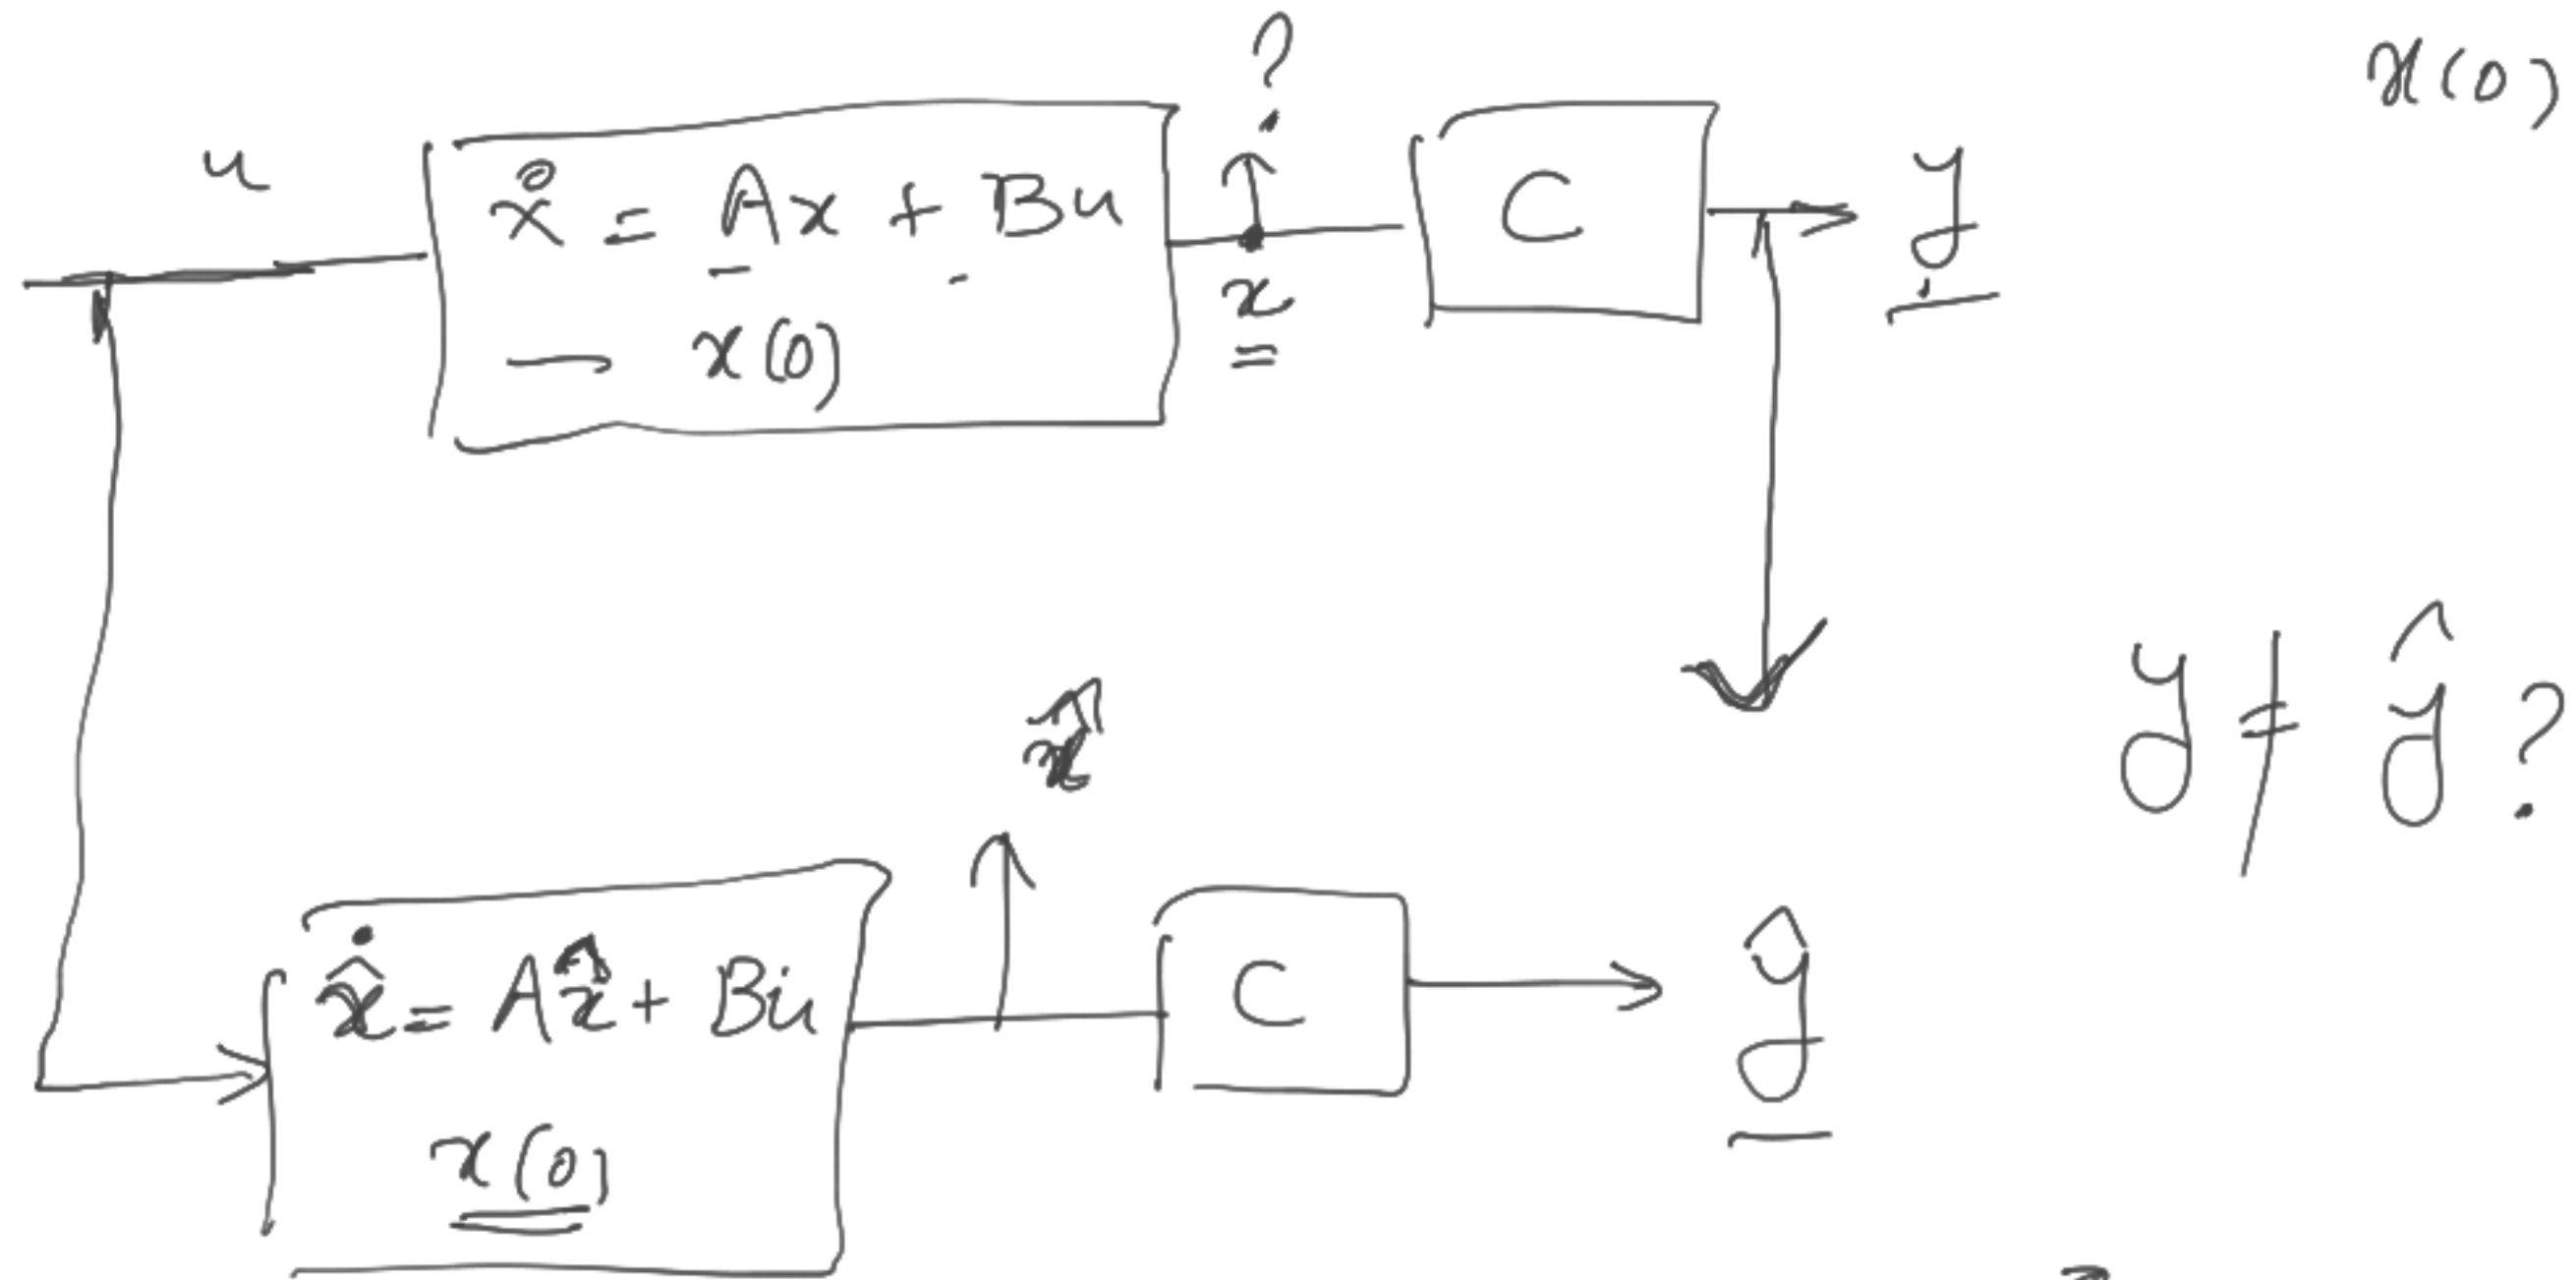 ?
x(0)
u
ẋ = Ax + Bu
x(0)
x
C
y
x̂
y ≠ ŷ ?
x̂̇ = Ax̂ + Bu
x(0)
C
ŷ